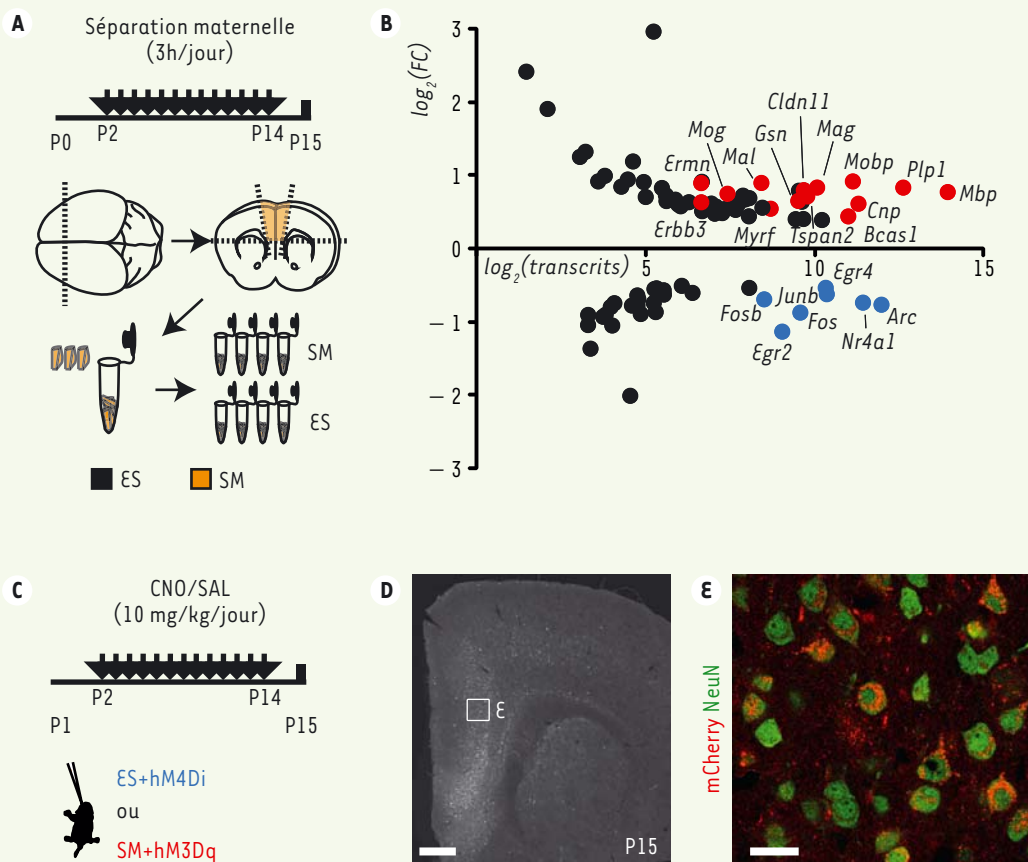 A
Séparation maternelle
(3h/jour)
P0
P2
P14
P15
SM
ES
ES
SM
B
log2(FC)
3
2
1
0
– 1
– 2
– 3
log2(transcrits)
5
10
15
Cldn11
Mog
Gsn
Mag
Ermn
Mal
Mobp
Plp1
Mbp
Erbb3
Myrf
Tspan2
Cnp
Bcas1
Egr4
Fosb
Junb
Fos
Egr2
Nr4a1
Arc
C
CNO/SAL
(10 mg/kg/jour)
P2
P14
P1
P15
ES+hM4Di
ou
SM+hM3Dq
D
E
P15
E
mCherry NeuN